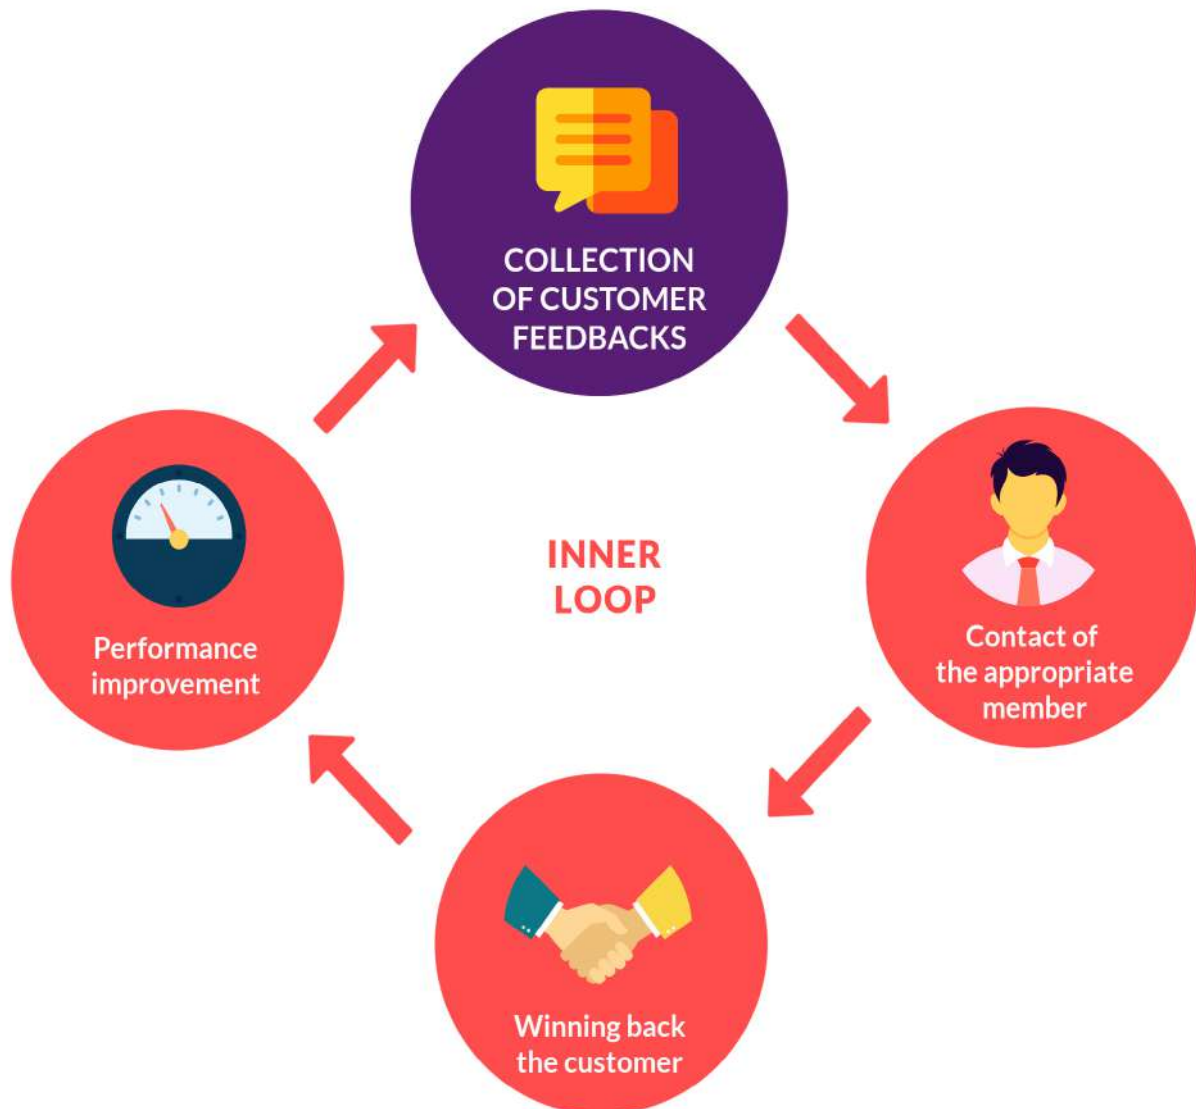 COLLECTION
OF CUSTOMER
FEEDBACKS
Contact of
the appropriate
member
Winning back
the customer
Performance
improvement
INNER
LOOP